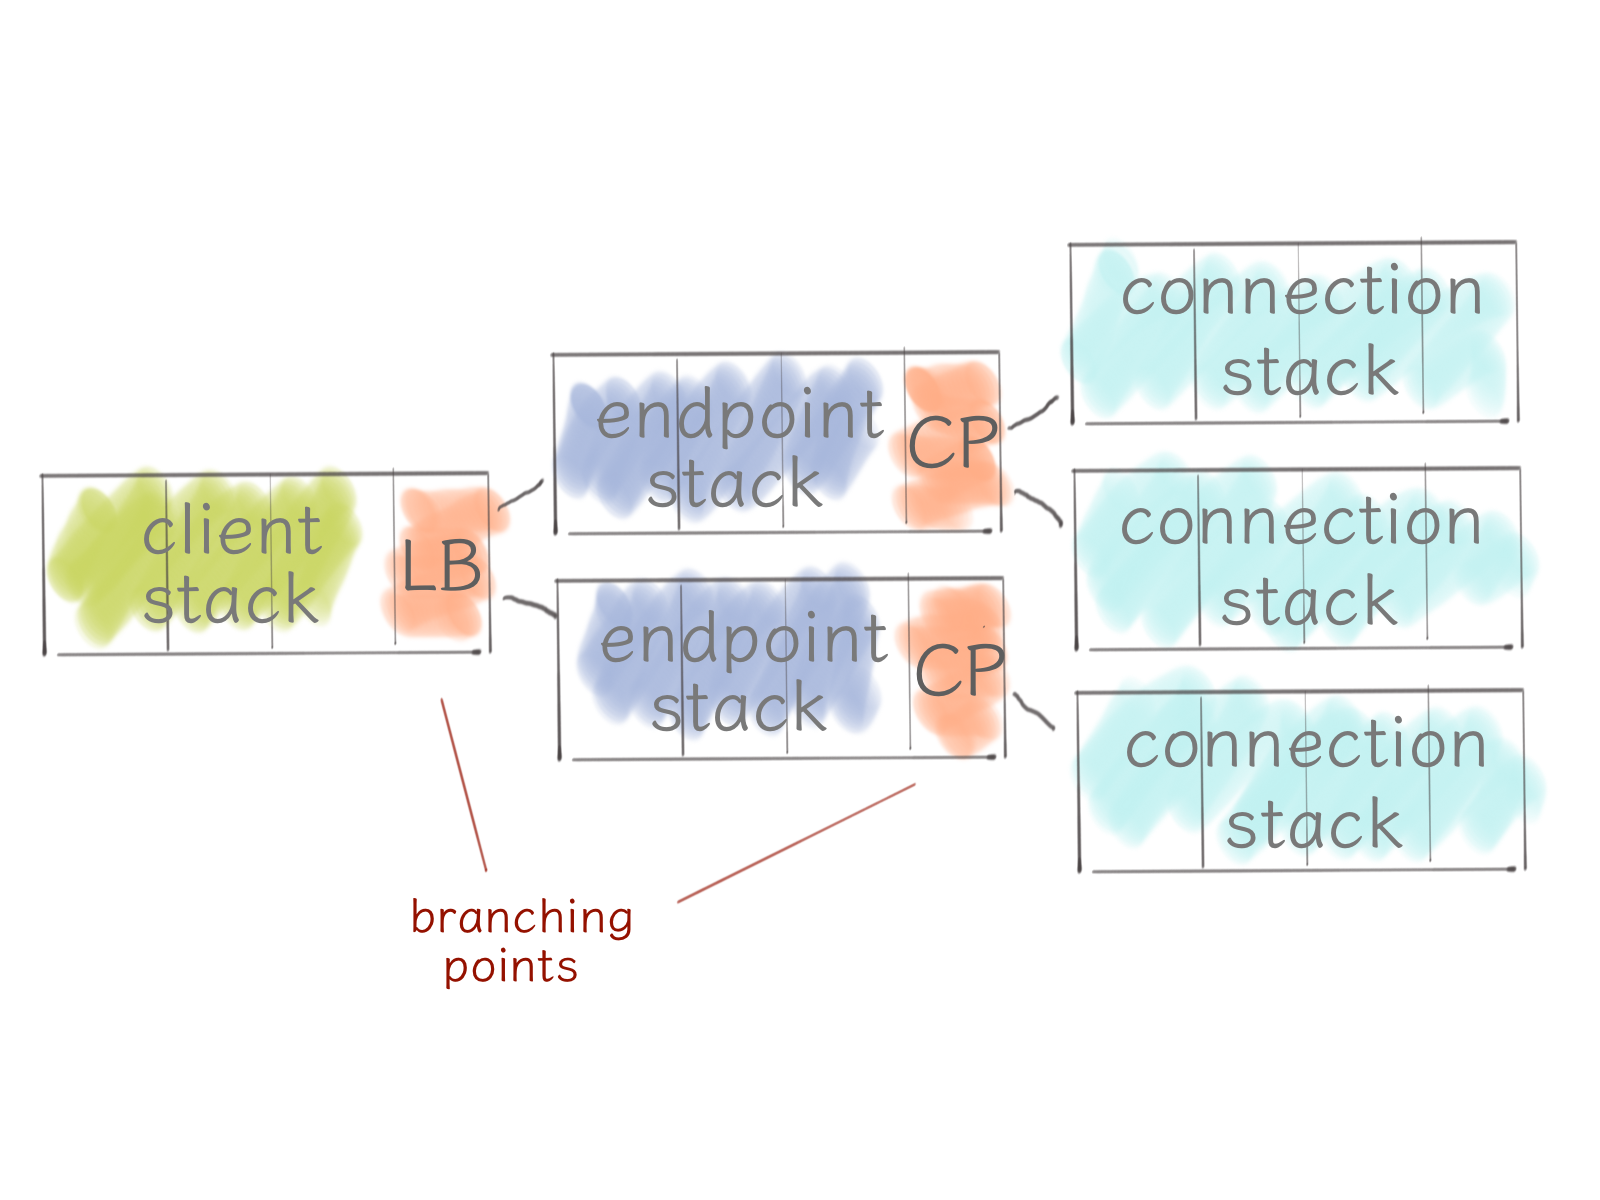 client
stack
LB
endpoint
stack
CP
endpoint
stack
CP
connection
stack
connection
stack
connection
stack
branching
points